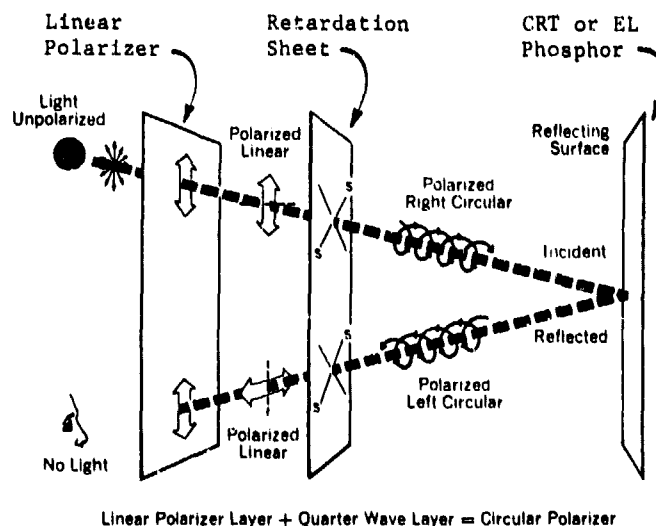 Linear
Polarizer
Retardation
Sheet
CRT or EL
Phosphor
Light
Unpolarized
Polarized
Linear
s
s
Polarized
Right Circular
Reflecting
Surface
Incident
Reflected
s
s
Polarized
Left Circular
Polarized
Linear
No Light
Linear Polarizer Layer + Quarter Wave Layer = Circular Polarizer